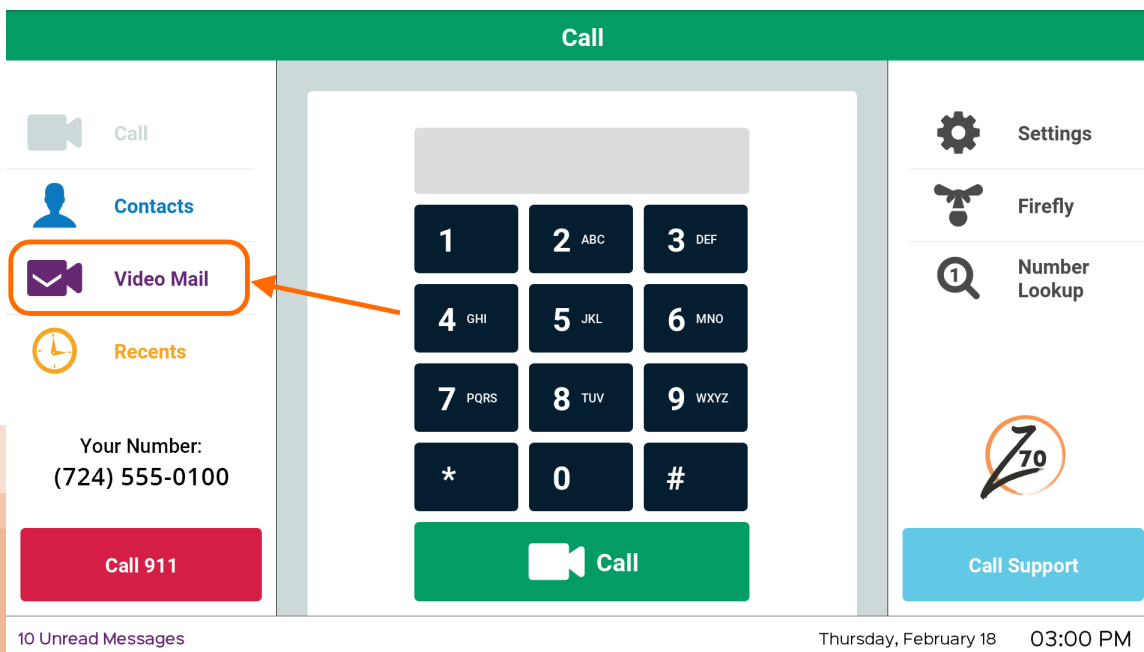 Call
Call
Contacts
Video Mail
Recents
Your Number:
(724) 555-0100
Call 911
1
2 ABC
3 DEF
4 GHI
5 JKL
6 MNO
7 PQRS
8 TUV
9 WXYZ
*
0
#
Call
Settings
Firefly
1
Number
Lookup
Z70
Call Support
10 Unread Messages
Thursday, February 18
03:00 PM